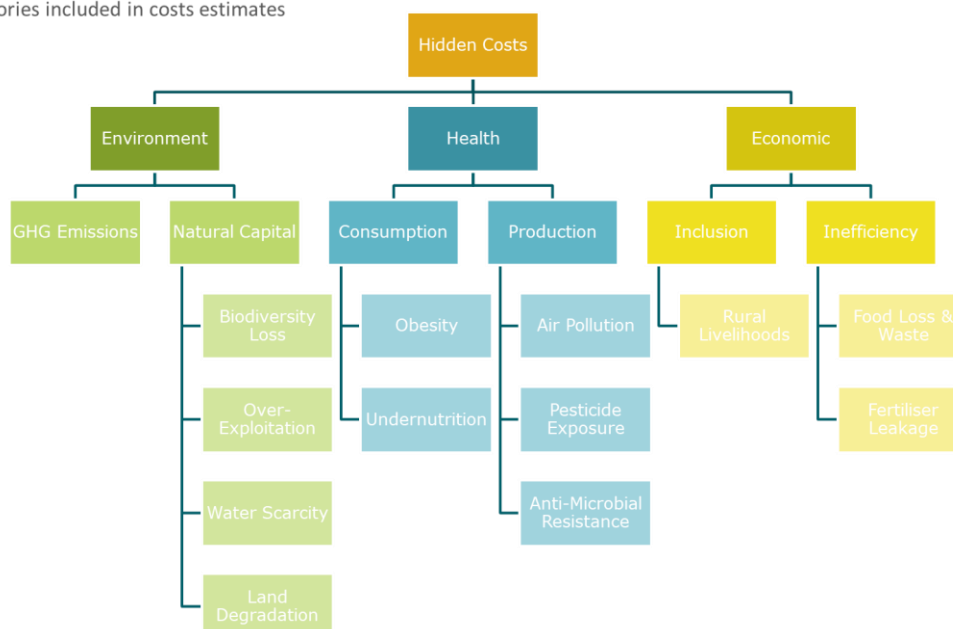 ories included in costs estimates
Hidden Costs
Environment
Health
Economic
GHG Emissions
Natural Capital
Consumption
Production
Inclusion
Inefficiency
Biodiversity
Loss
Obesity
Air Pollution
Rural
Livelihoods
Food Loss &
Waste
Over-
Exploitation
Undernutrition
Pesticide
Exposure
Fertiliser
Leakage
Water Scarcity
Anti-Microbial
Resistance
Land
Degradation